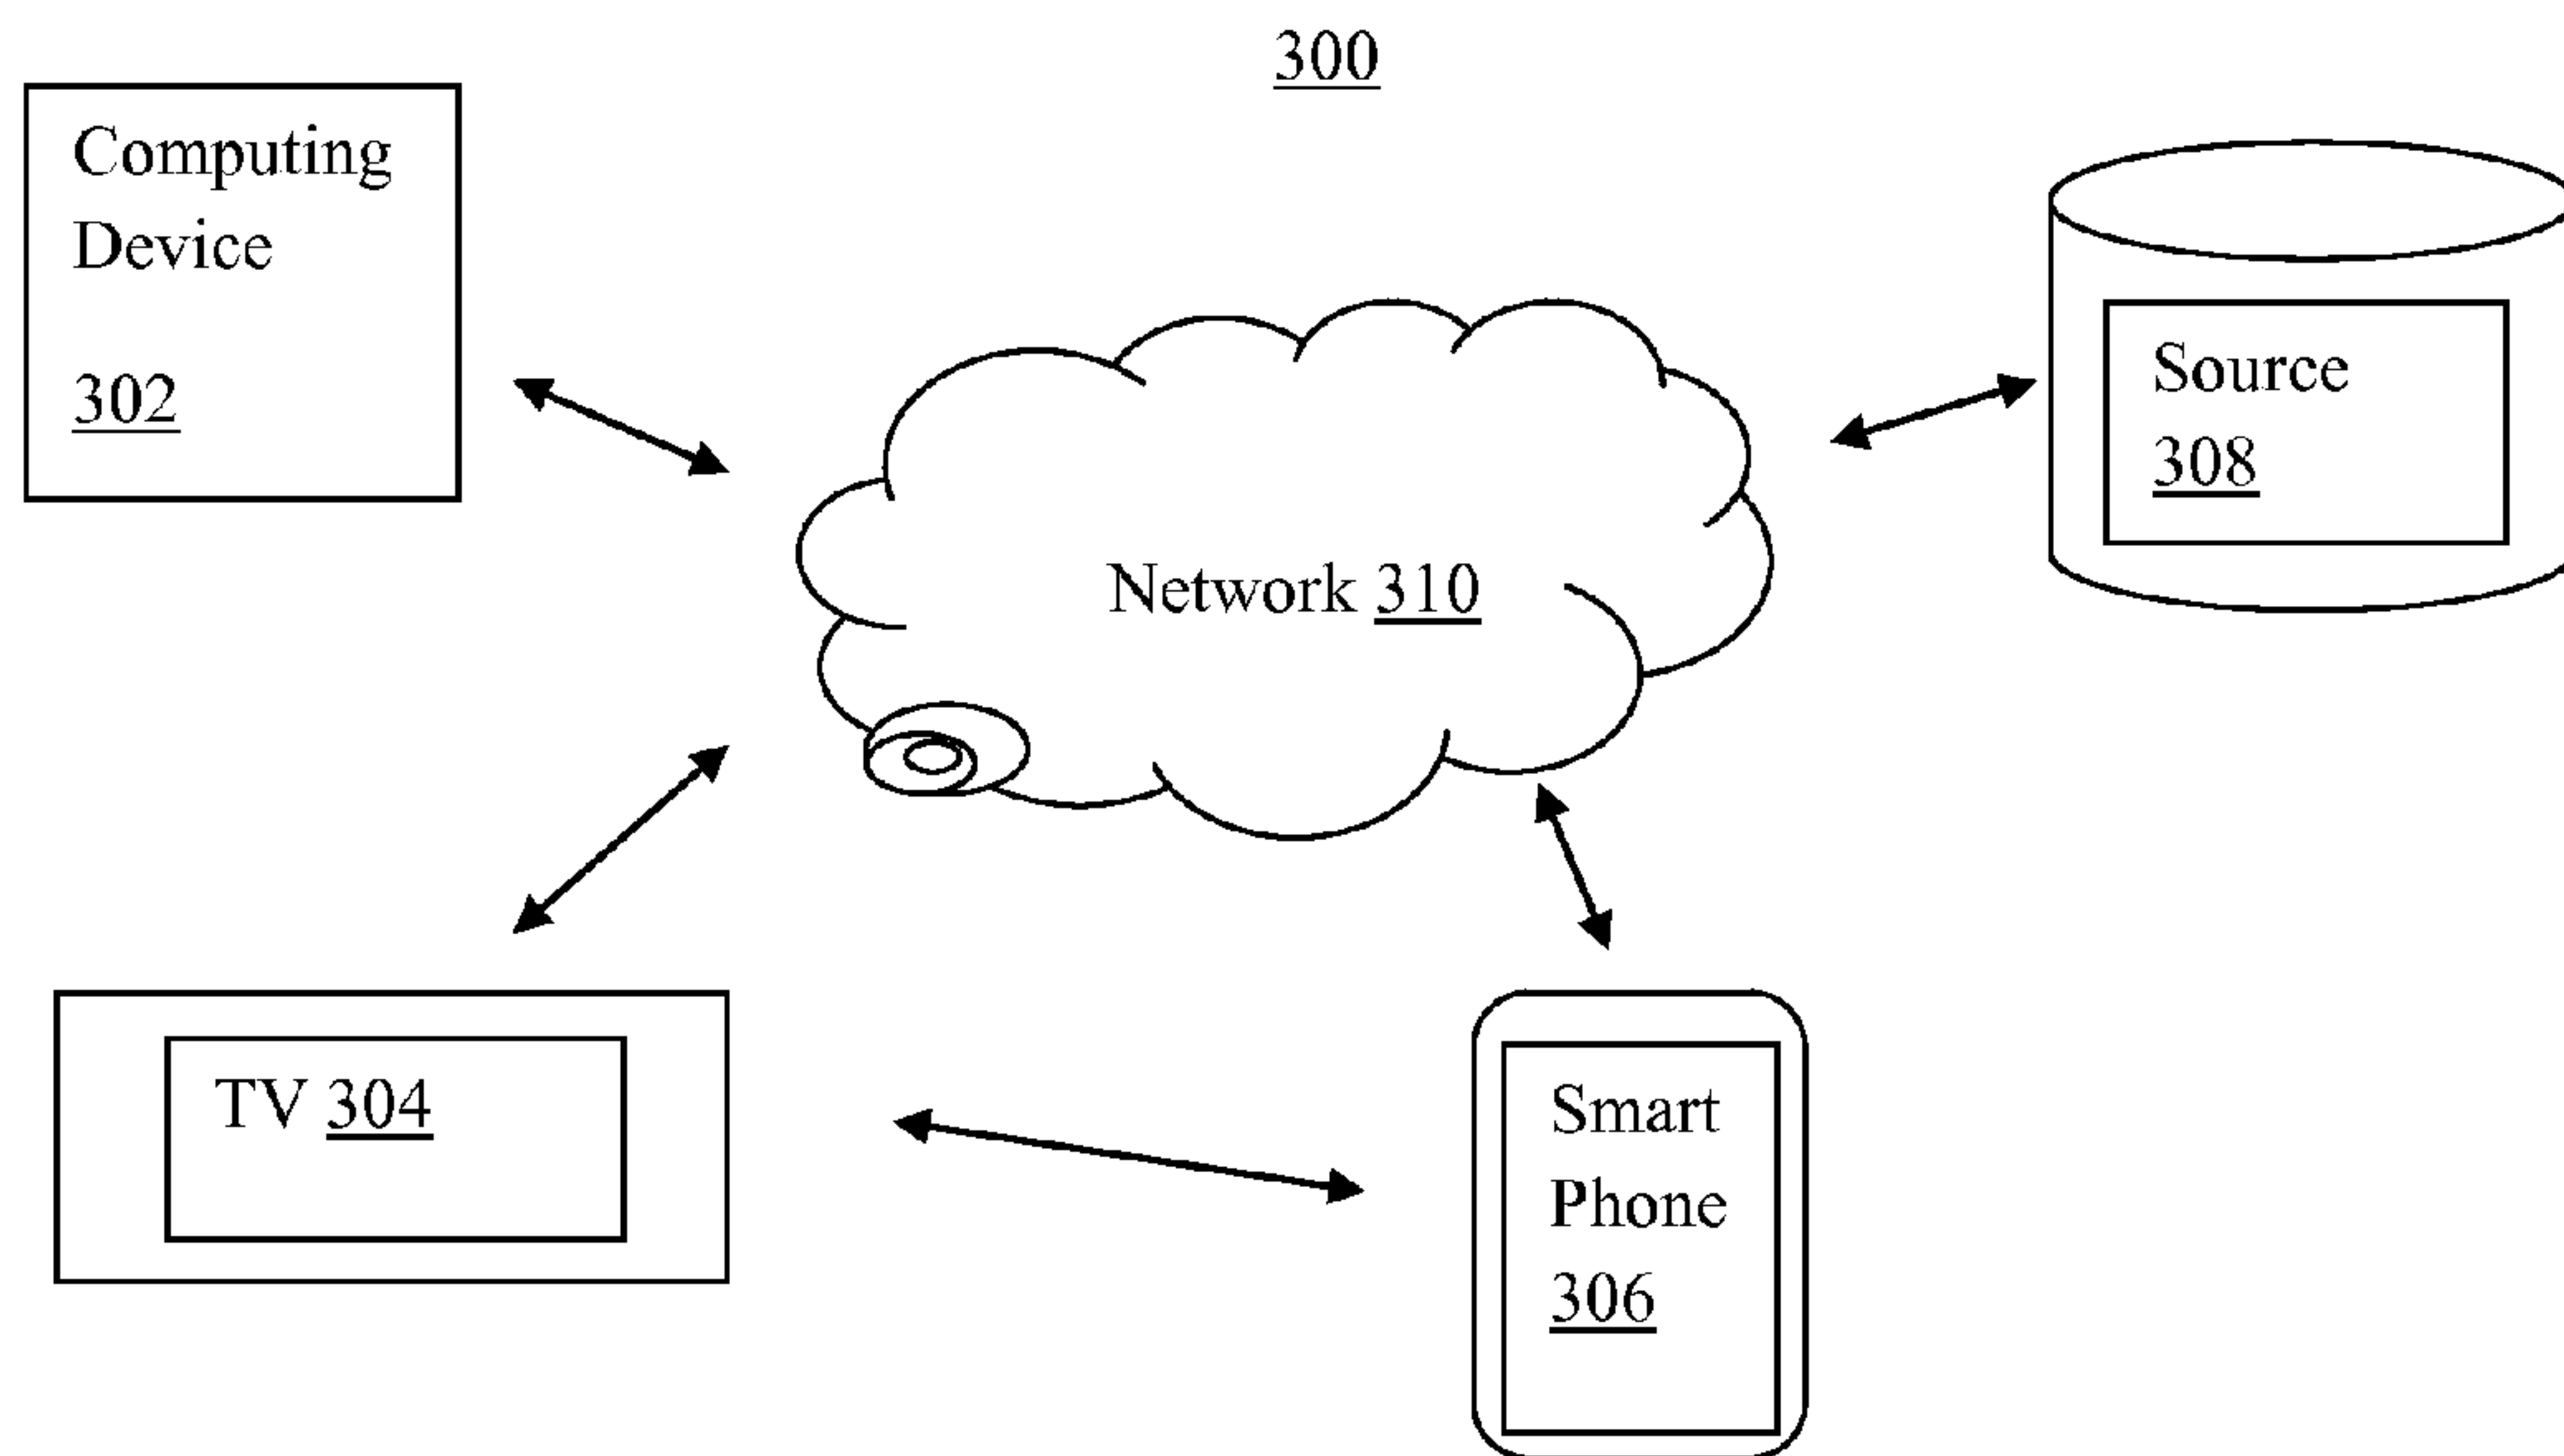 300
Computing
Device
302
Source
308
Network 310
TV 304
Smart
Phone
306